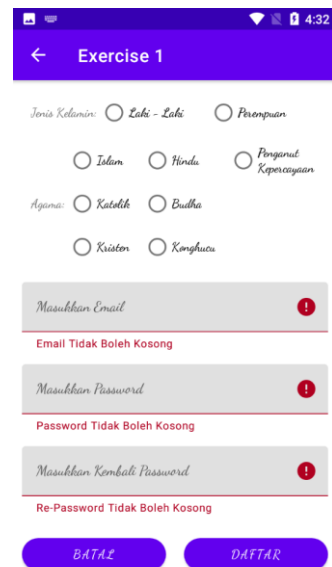 4:32
Exercise 1
Jenis Kelamin: Laki - Laki Perempuan
Islam Hindu Penganut Kepercayaan
Agama: Katolik Budha
Kristen Konghucu
Masukkan Email
Email Tidak Boleh Kosong
Masukkan Password
Password Tidak Boleh Kosong
Masukkan Kembali Password
Re-Password Tidak Boleh Kosong
BATAL DAFTAR